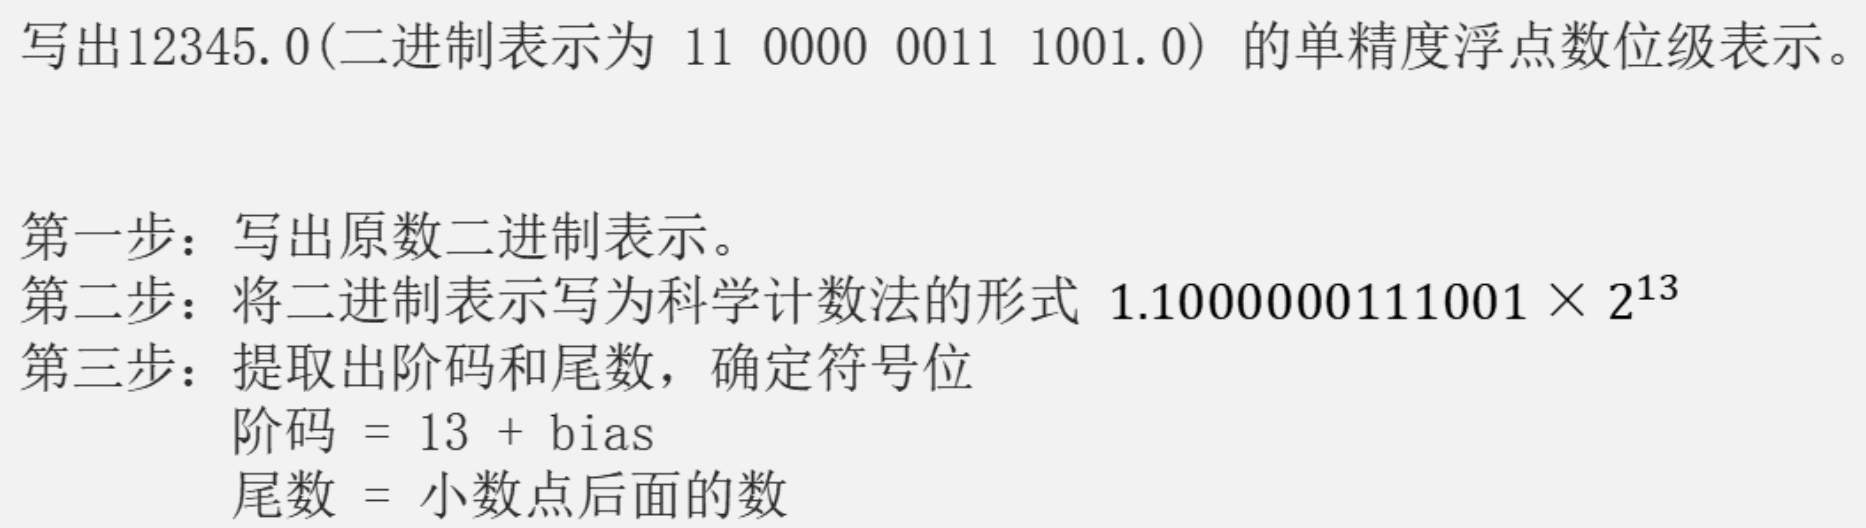 写出12345.0(二进制表示为 11 0000 0011 1001.0) 的单精度浮点数位级表示。
第一步：写出原数二进制表示。
第二步：将二进制表示写为科学计数法的形式 1.1000000111001 × 2¹³
第三步：提取出阶码和尾数，确定符号位
阶码 = 13 + bias
尾数 = 小数点后面的数